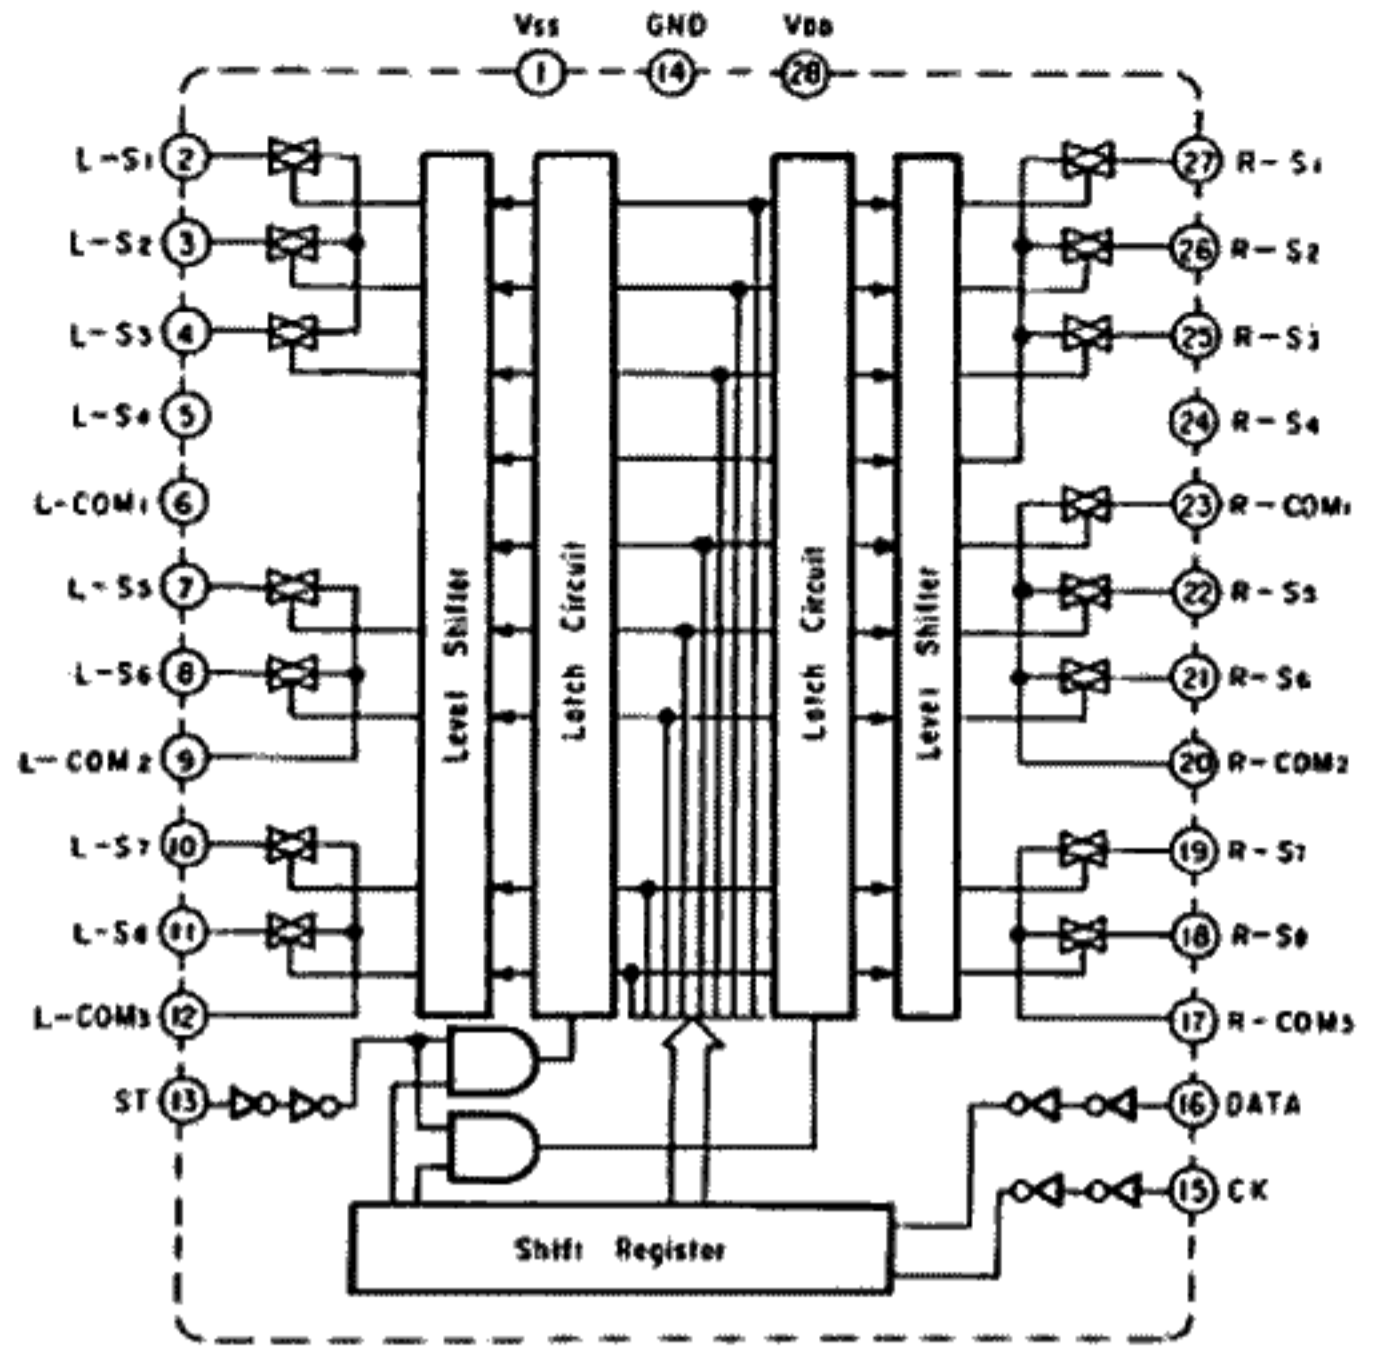 VSS GND VDD
1 14 28
L-S1 2
L-S2 3
L-S3 4
L-S4 5
L-COM1 6
L-S5 7
L-S6 8
L-COM2 9
L-S7 10
L-S8 11
L-COM3 12
ST 13
Level Shifter
Latch Circuit
Latch Circuit
Level Shifter
27 R-S1
26 R-S2
25 R-S3
24 R-S4
23 R-COM1
22 R-S5
21 R-S6
20 R-COM2
19 R-S7
18 R-S8
17 R-COM3
16 DATA
15 CK
Shift Register